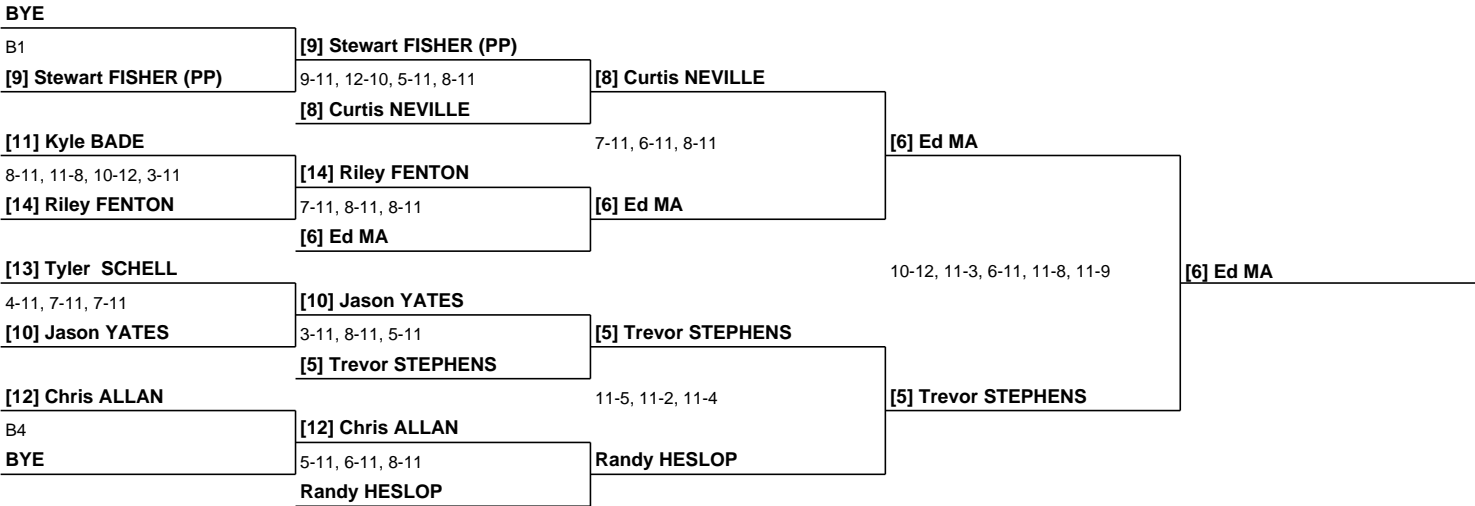 BYE
B1
[9] Stewart FISHER (PP)
[9] Stewart FISHER (PP)
9-11, 12-10, 5-11, 8-11
[8] Curtis NEVILLE
[8] Curtis NEVILLE
[11] Kyle BADE
7-11, 6-11, 8-11
[6] Ed MA
8-11, 11-8, 10-12, 3-11
[14] Riley FENTON
[14] Riley FENTON
7-11, 8-11, 8-11
[6] Ed MA
[6] Ed MA
[13] Tyler SCHELL
10-12, 11-3, 6-11, 11-8, 11-9
[6] Ed MA
4-11, 7-11, 7-11
[10] Jason YATES
[10] Jason YATES
3-11, 8-11, 5-11
[5] Trevor STEPHENS
[5] Trevor STEPHENS
[12] Chris ALLAN
11-5, 11-2, 11-4
[5] Trevor STEPHENS
B4
[12] Chris ALLAN
BYE
5-11, 6-11, 8-11
Randy HESLOP
Randy HESLOP